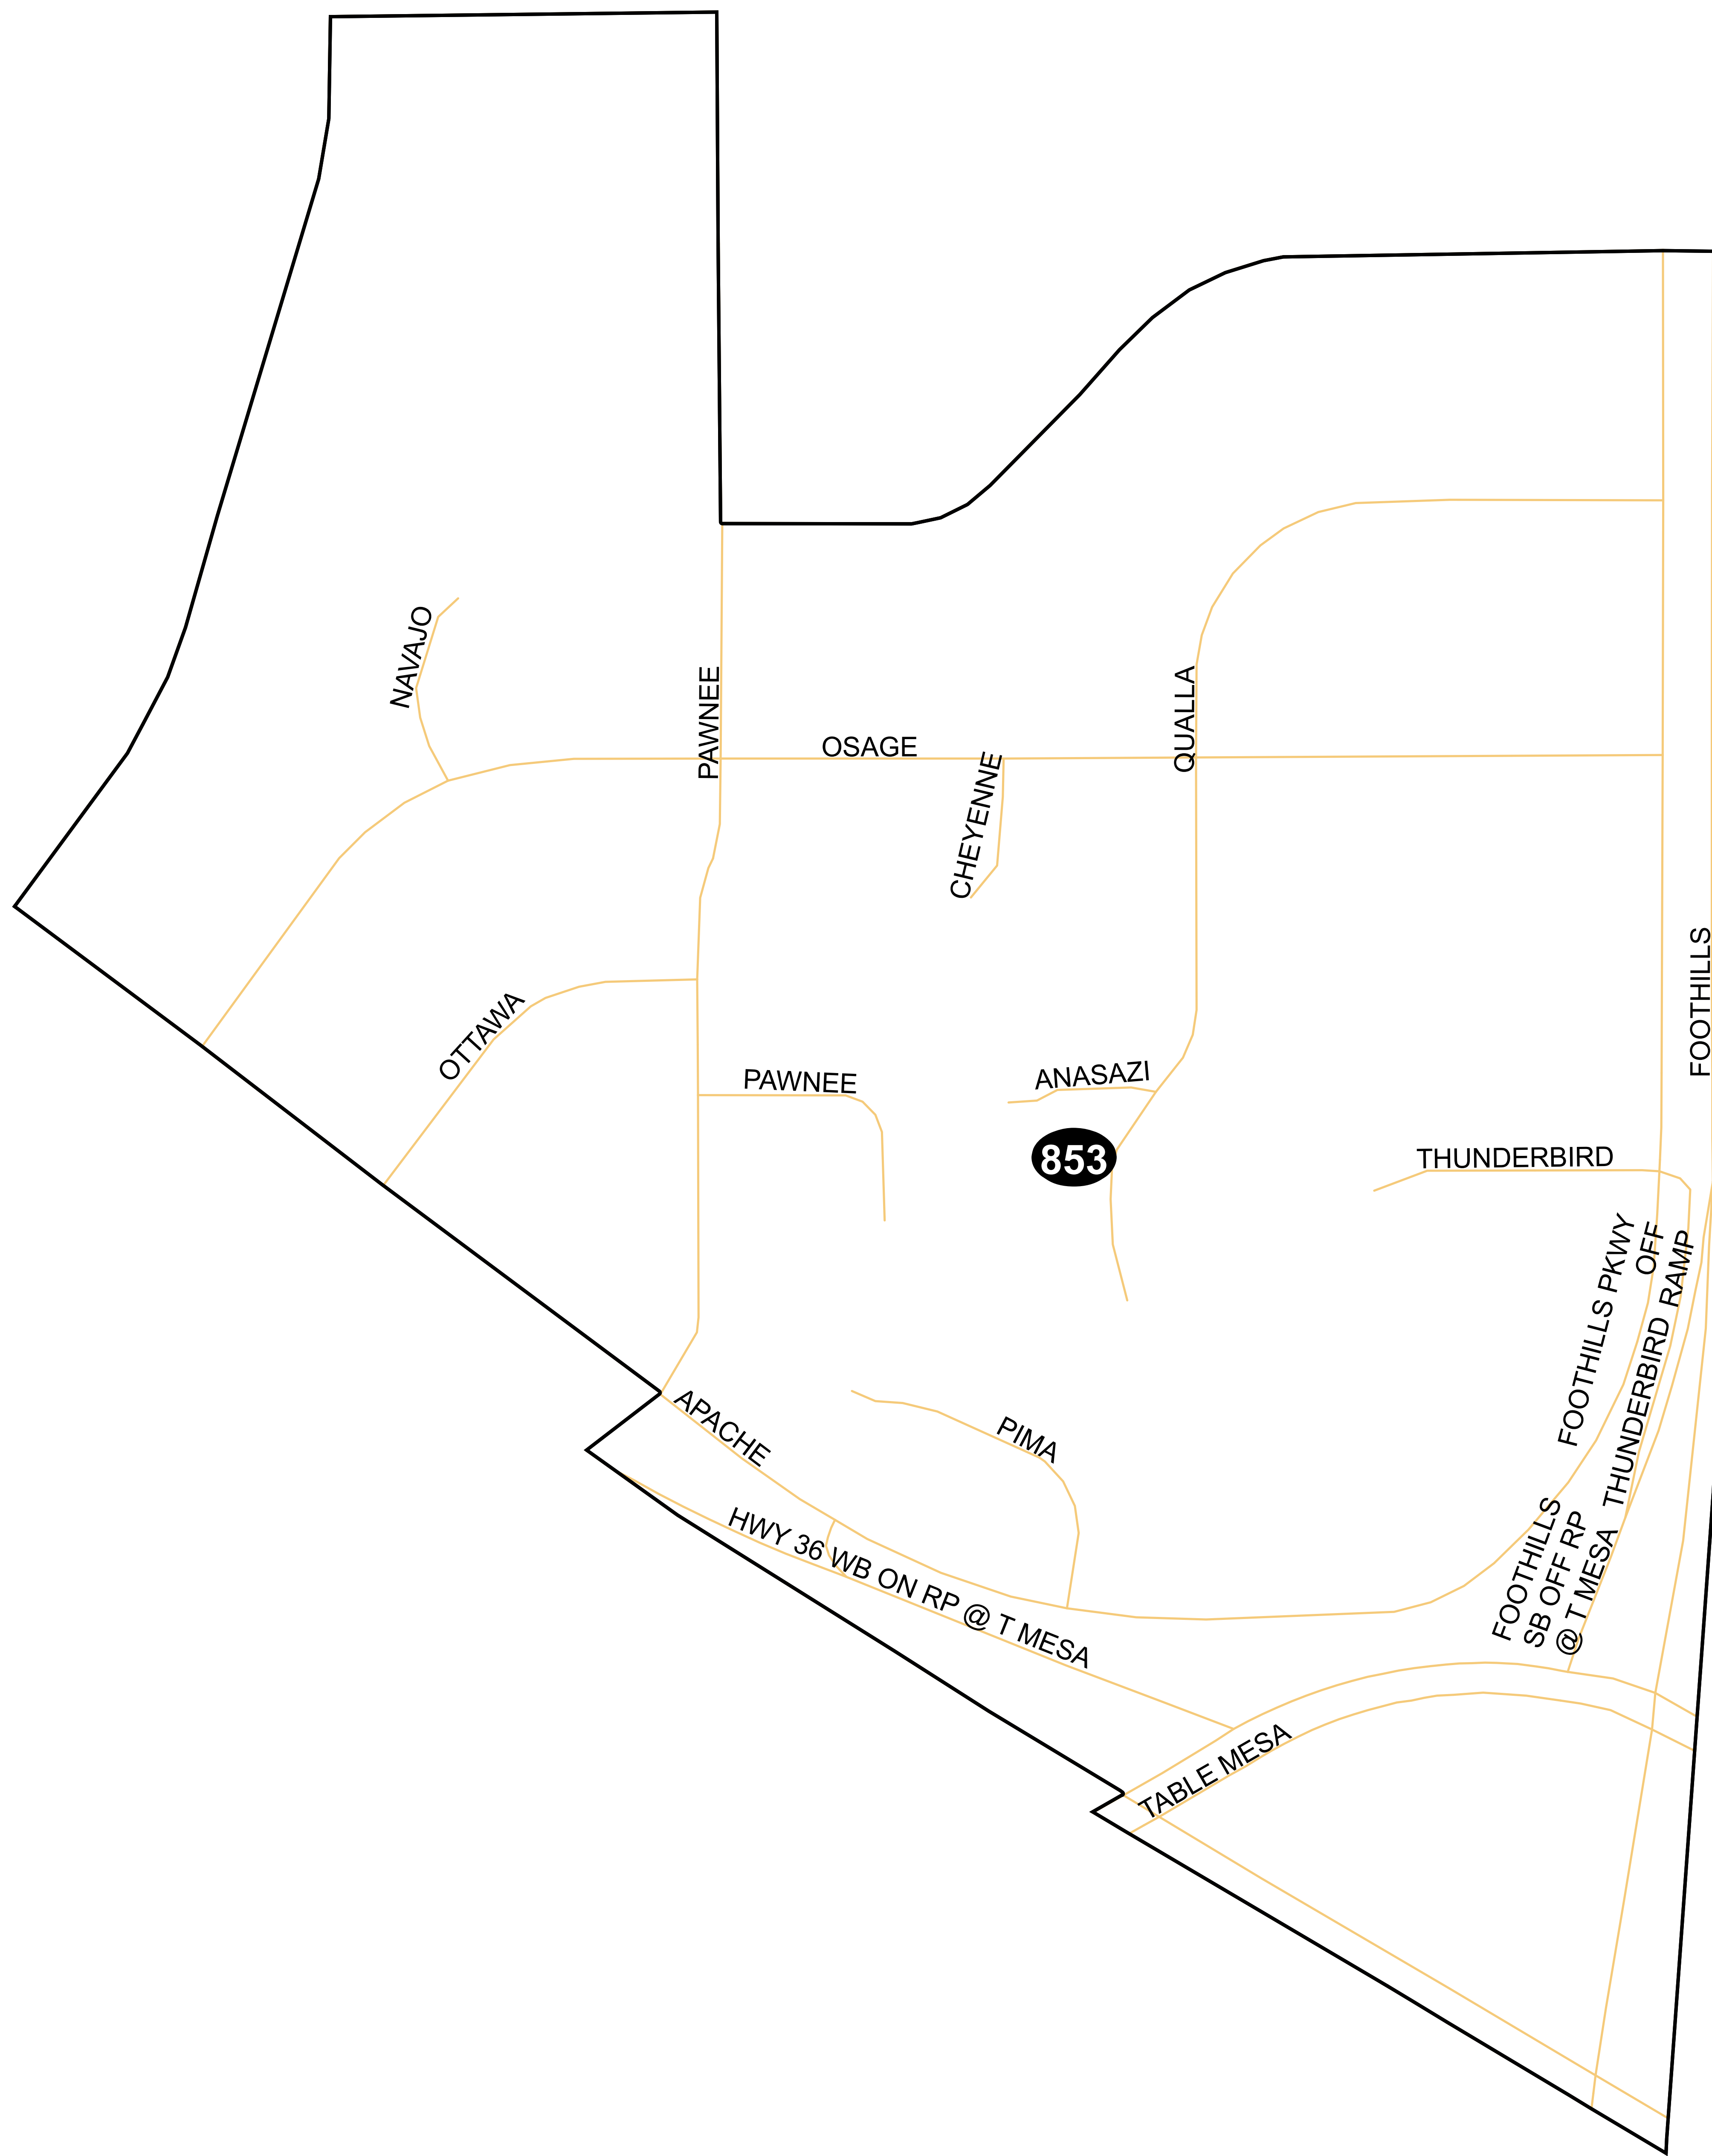 NAVAJO
PAWNEE
QUALLA
OSAGE
CHEYENNE
FOOTHILLS
OTTAWA
PAWNEE
ANASAZI
853
THUNDERBIRD
FOOTHILLS PKWY
OFF
THUNDERBIRD RAMP
APACHE
PIMA
HWY 36 WB ON RP @ T MESA
FOOTHILLS
SB OFF RP
@ T MESA
TABLE MESA